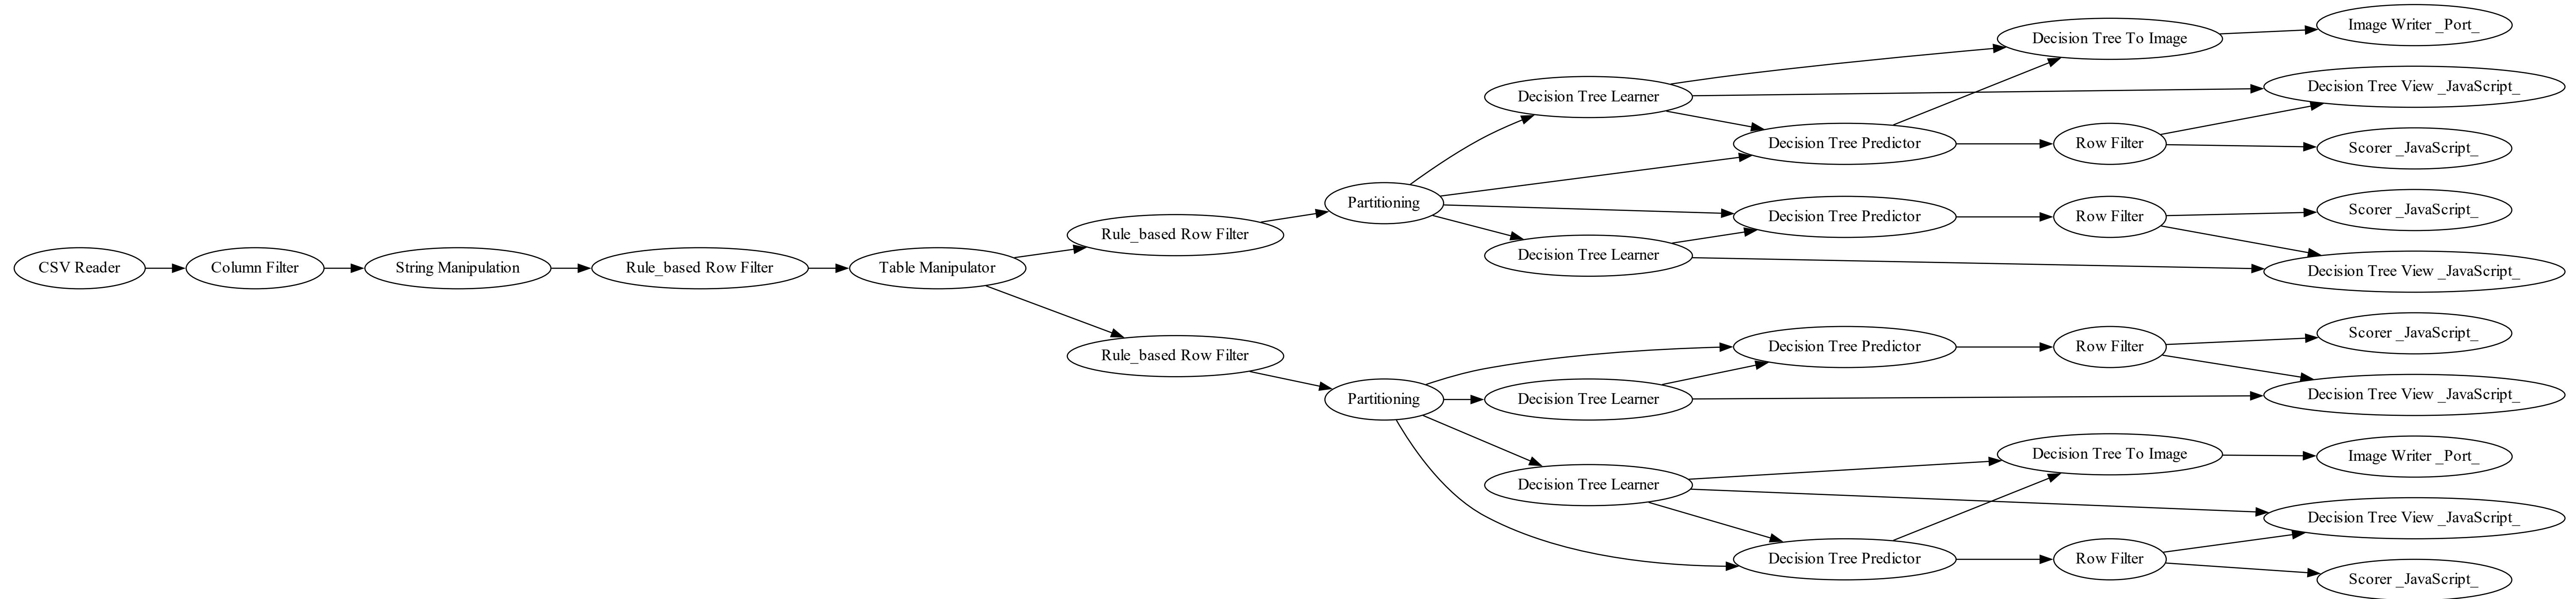 CSV Reader
Column Filter
String Manipulation
Rule_based Row Filter
Table Manipulator
Rule_based Row Filter
Rule_based Row Filter
Partitioning
Partitioning
Decision Tree Learner
Decision Tree Learner
Decision Tree Learner
Decision Tree Learner
Decision Tree Predictor
Decision Tree Predictor
Decision Tree Predictor
Decision Tree Predictor
Decision Tree To Image
Row Filter
Row Filter
Row Filter
Decision Tree To Image
Row Filter
Image Writer _Port_
Decision Tree View _JavaScript_
Scorer _JavaScript_
Scorer _JavaScript_
Decision Tree View _JavaScript_
Scorer _JavaScript_
Decision Tree View _JavaScript_
Image Writer _Port_
Decision Tree View _JavaScript_
Scorer _JavaScript_